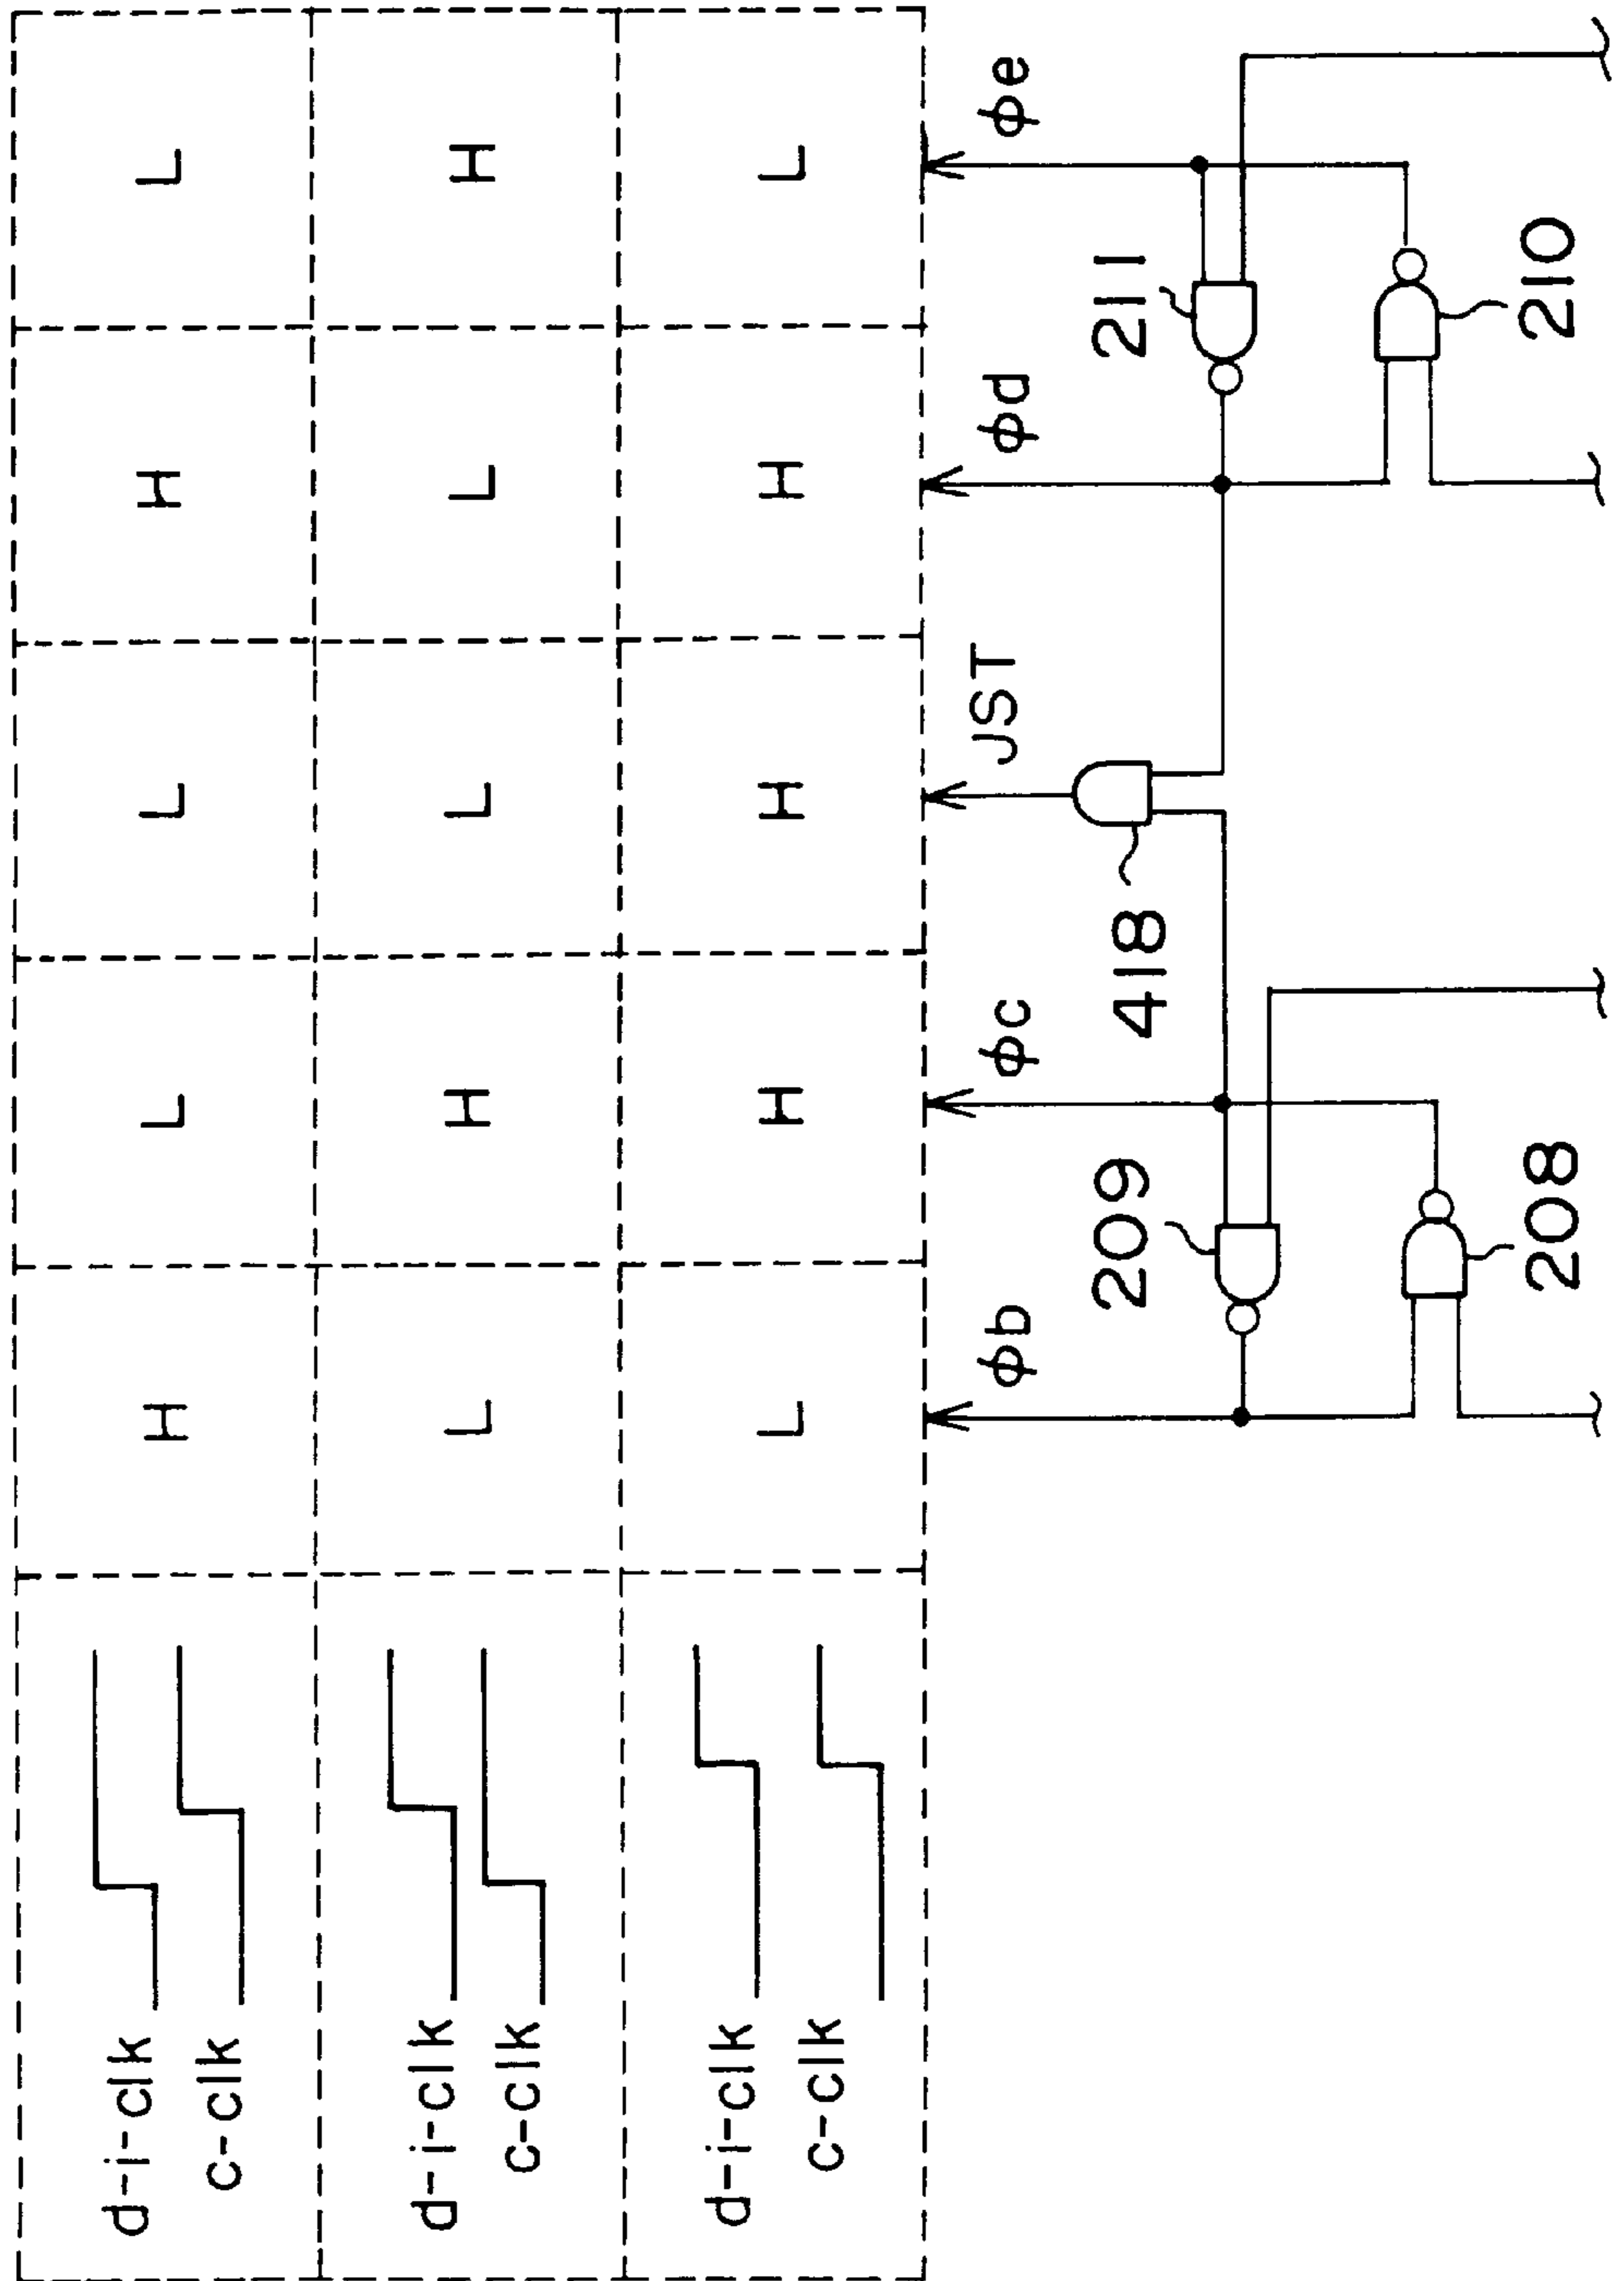 d-i-clk
c-clk
H L L H L
d-i-clk
c-clk
L H L L H
d-i-clk
c-clk
L H H H L
φb φc JST φd φe
209 418 211
208 210